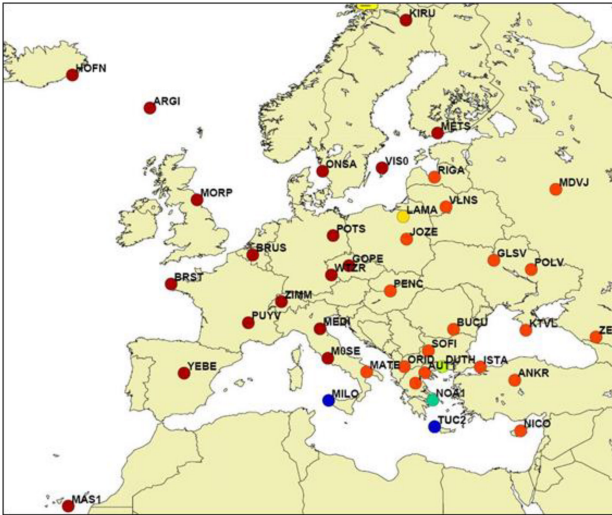 KIRU
HOFN
ARGI
METS
ONSA
VIS0
RIGA
MDVJ
MORP
VLNS
LAMA
POTS
JOZE
BRUS
GOPE
GLSV
POLV
WTZR
BRST
PENC
ZIMM
PUYV
MEDI
BUCU
KTVL
ZE
SOFI
M0SE
ORID
DUTH
ISTA
MATE
AUT1
YEBE
ANKR
MILO
NOA1
TUC2
NICO
MAS1